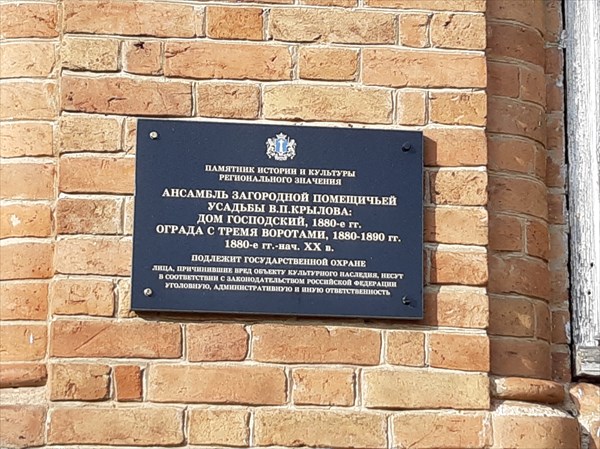 ПАМЯТНИК ИСТОРИИ И КУЛЬТУРЫ
РЕГИОНАЛЬНОГО ЗНАЧЕНИЯ
АНСАМБЛЬ ЗАГОРОДНОЙ ПОМЕЩИЧЬЕЙ
УСАДЬБЫ В.П.КРЫЛОВА:
ДОМ ГОСПОДСКИЙ, 1880-е гг.
ОГРАДА С ТРЕМЯ ВОРОТАМИ, 1880-1890 гг.
1880-е гг.-нач. XX в.
ПОДЛЕЖИТ ГОСУДАРСТВЕННОЙ ОХРАНЕ
ЛИЦА, ПРИЧИНИВШИЕ ВРЕД ОБЪЕКТУ КУЛЬТУРНОГО НАСЛЕДИЯ, НЕСУТ
В СООТВЕТСТВИИ С ЗАКОНОДАТЕЛЬСТВОМ РОССИЙСКОЙ ФЕДЕРАЦИИ
УГОЛОВНУЮ, АДМИНИСТРАТИВНУЮ И ИНУЮ ОТВЕТСТВЕННОСТЬ